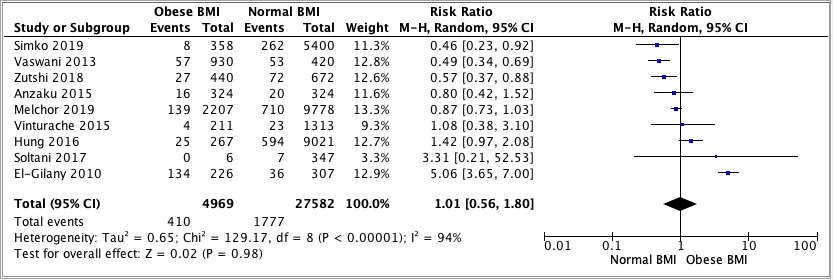 Obese BMI Normal BMI Risk Ratio Risk Ratio
Study or Subgroup Events Total Events Total Weight M-H, Random, 95% CI M-H, Random, 95% CI
Simko 2019 8 358 262 5400 11.3% 0.46 [0.23, 0.92]
Vaswani 2013 57 930 53 420 12.8% 0.49 [0.34, 0.69]
Zutshi 2018 27 440 72 672 12.6% 0.57 [0.37, 0.88]
Anzaku 2015 16 324 20 324 11.5% 0.80 [0.42, 1.52]
Melchor 2019 139 2207 710 9778 13.3% 0.87 [0.73, 1.03]
Vinturache 2015 4 211 23 1313 9.3% 1.08 [0.38, 3.10]
Hung 2016 25 267 594 9021 12.7% 1.42 [0.97, 2.08]
Soltani 2017 0 6 7 347 3.3% 3.31 [0.21, 52.53]
El-Gilany 2010 134 226 36 307 12.9% 5.06 [3.65, 7.00]
Total (95% CI) 4969 27582 100.0% 1.01 [0.56, 1.80]
Total events 410 1777
Heterogeneity: Tau² = 0.65; Chi² = 129.17, df = 8 (P < 0.00001); I² = 94%
Test for overall effect: Z = 0.02 (P = 0.98)
0.01 0.1 1 10 100
Normal BMI Obese BMI